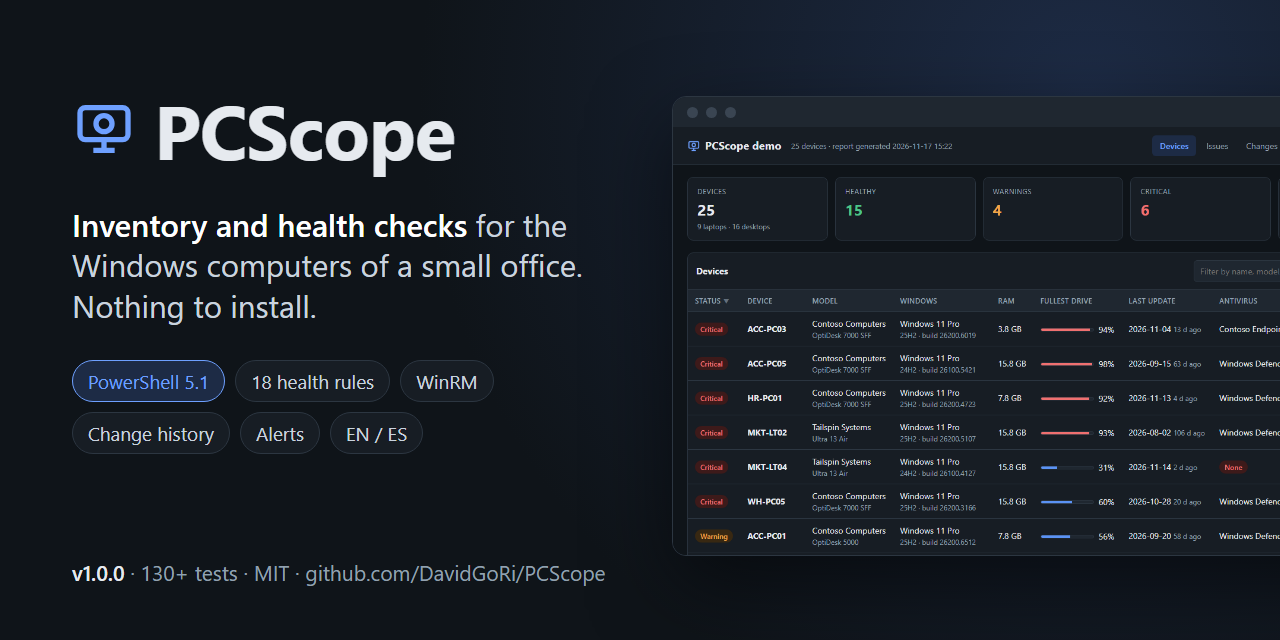 PCScope
Inventory and health checks for the
Windows computers of a small office.
Nothing to install.
PowerShell 5.1
18 health rules
WinRM
Change history
Alerts
EN / ES
v1.0.0 · 130+ tests · MIT · github.com/DavidGoRi/PCScope
PCScope demo 25 devices · report generated 2026-11-17 15:22
Devices Issues Changes
DEVICES HEALTHY WARNINGS CRITICAL
25 15 4 6
9 laptops · 16 desktops
Devices
Filter by name, model
STATUS ▼ DEVICE MODEL WINDOWS RAM FULLEST DRIVE LAST UPDATE ANTIVIRUS
Critical ACC-PC03 Contoso Computers Windows 11 Pro 3.8 GB 94% 2026-11-04 13 d ago Contoso Endpoi
OptiDesk 7000 SFF 25H2 · build 26200.6019
Critical ACC-PC05 Contoso Computers Windows 11 Pro 15.8 GB 98% 2026-09-15 63 d ago Windows Defend
OptiDesk 7000 SFF 24H2 · build 26100.5421
Critical HR-PC01 Contoso Computers Windows 11 Pro 7.8 GB 92% 2026-11-13 4 d ago Windows Defend
OptiDesk 7000 SFF 25H2 · build 26200.4723
Critical MKT-LT02 Tailspin Systems Windows 11 Pro 15.8 GB 93% 2026-08-02 106 d ago Windows Defend
Ultra 13 Air 25H2 · build 26200.5107
Critical MKT-LT04 Tailspin Systems Windows 11 Pro 15.8 GB 31% 2026-11-14 2 d ago None
Ultra 13 Air 24H2 · build 26100.4127
Critical WH-PC05 Contoso Computers Windows 11 Pro 15.8 GB 60% 2026-10-28 20 d ago Windows Defend
OptiDesk 7000 SFF 25H2 · build 26200.3166
Warning ACC-PC01 Contoso Computers Windows 11 Pro 7.8 GB 56% 2026-09-20 58 d ago Windows Defend
OptiDesk 5000 25H2 · build 26200.6512